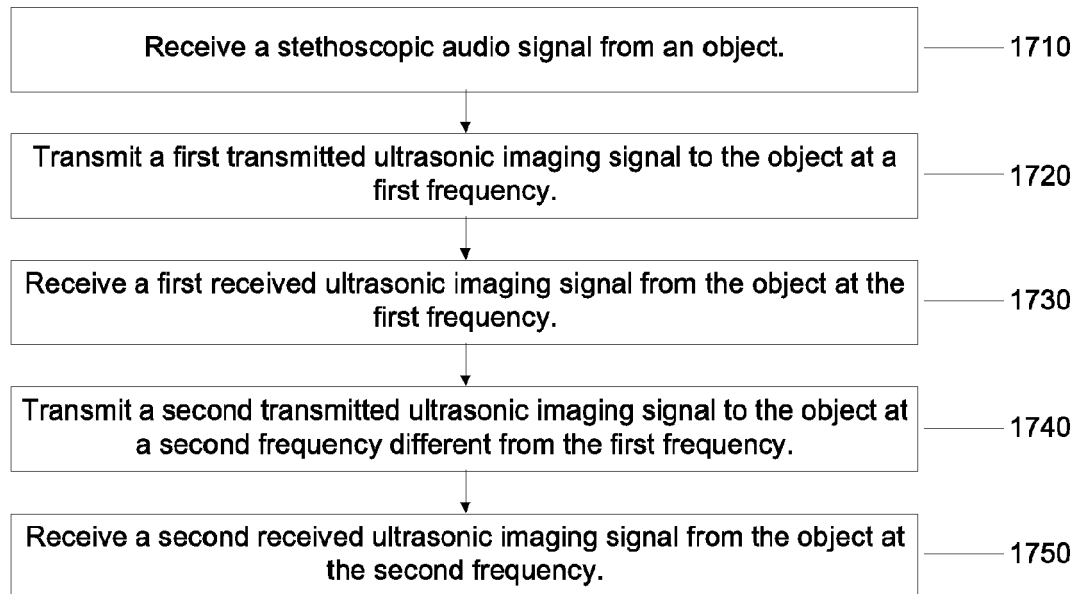 Receive a stethoscopic audio signal from an object.
1710
Transmit a first transmitted ultrasonic imaging signal to the object at a
first frequency.
1720
Receive a first received ultrasonic imaging signal from the object at the
first frequency.
1730
Transmit a second transmitted ultrasonic imaging signal to the object at
a second frequency different from the first frequency.
1740
Receive a second received ultrasonic imaging signal from the object at
the second frequency.
1750